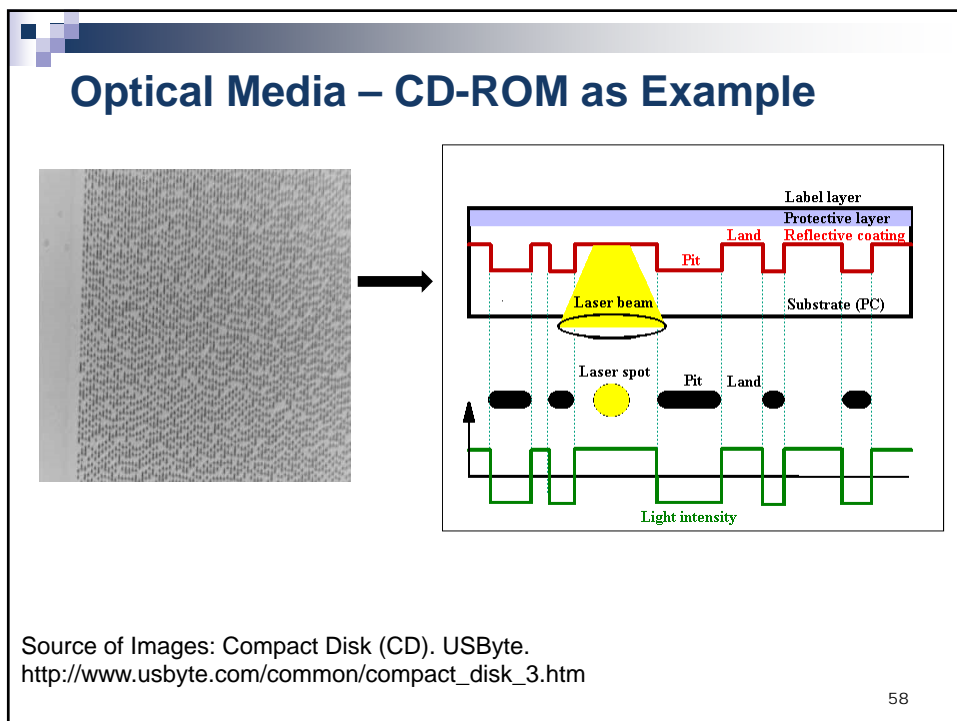 Optical Media – CD-ROM as Example
Label layer
Protective layer
Land Reflective coating
Pit
Laser beam
Substrate (PC)
Laser spot
Pit Land
Light intensity
Source of Images: Compact Disk (CD). USByte.
http://www.usbyte.com/common/compact_disk_3.htm
58